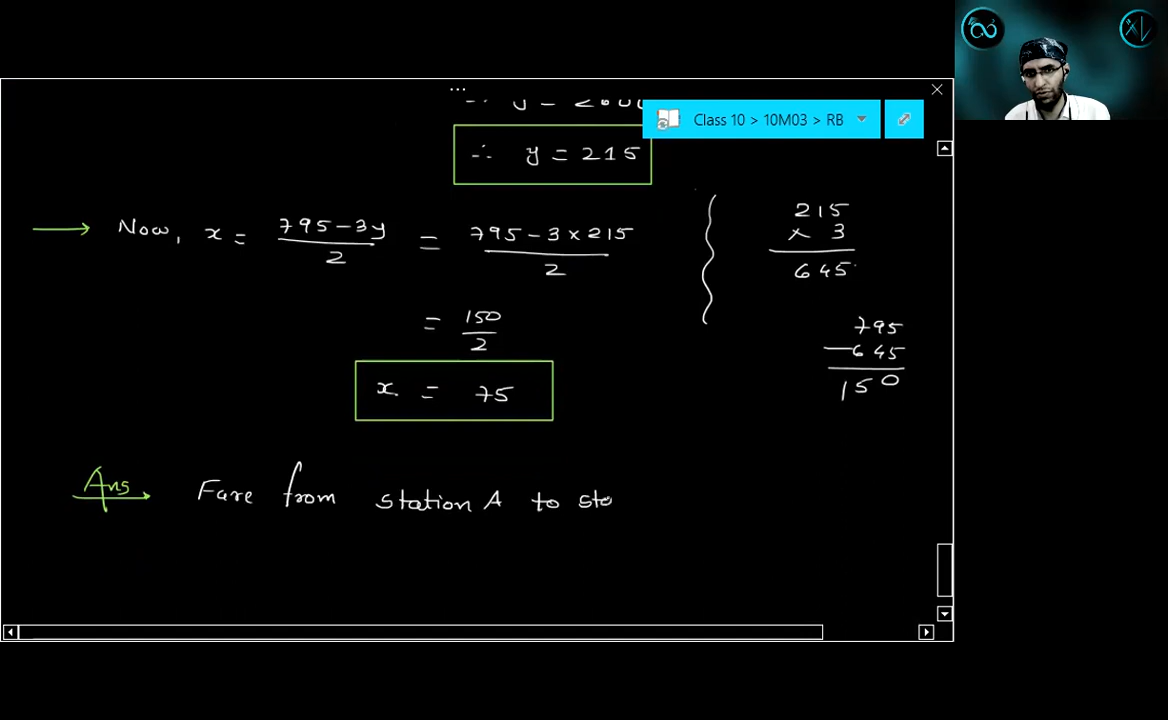 Class 10 > 10M03 > RB
∴ y = 215
Now, x = 795-3y / 2 = 795-3×215 / 2
= 150 / 2
x = 75
215
× 3
645
795
-645
150
Ans Fare from station A to sta